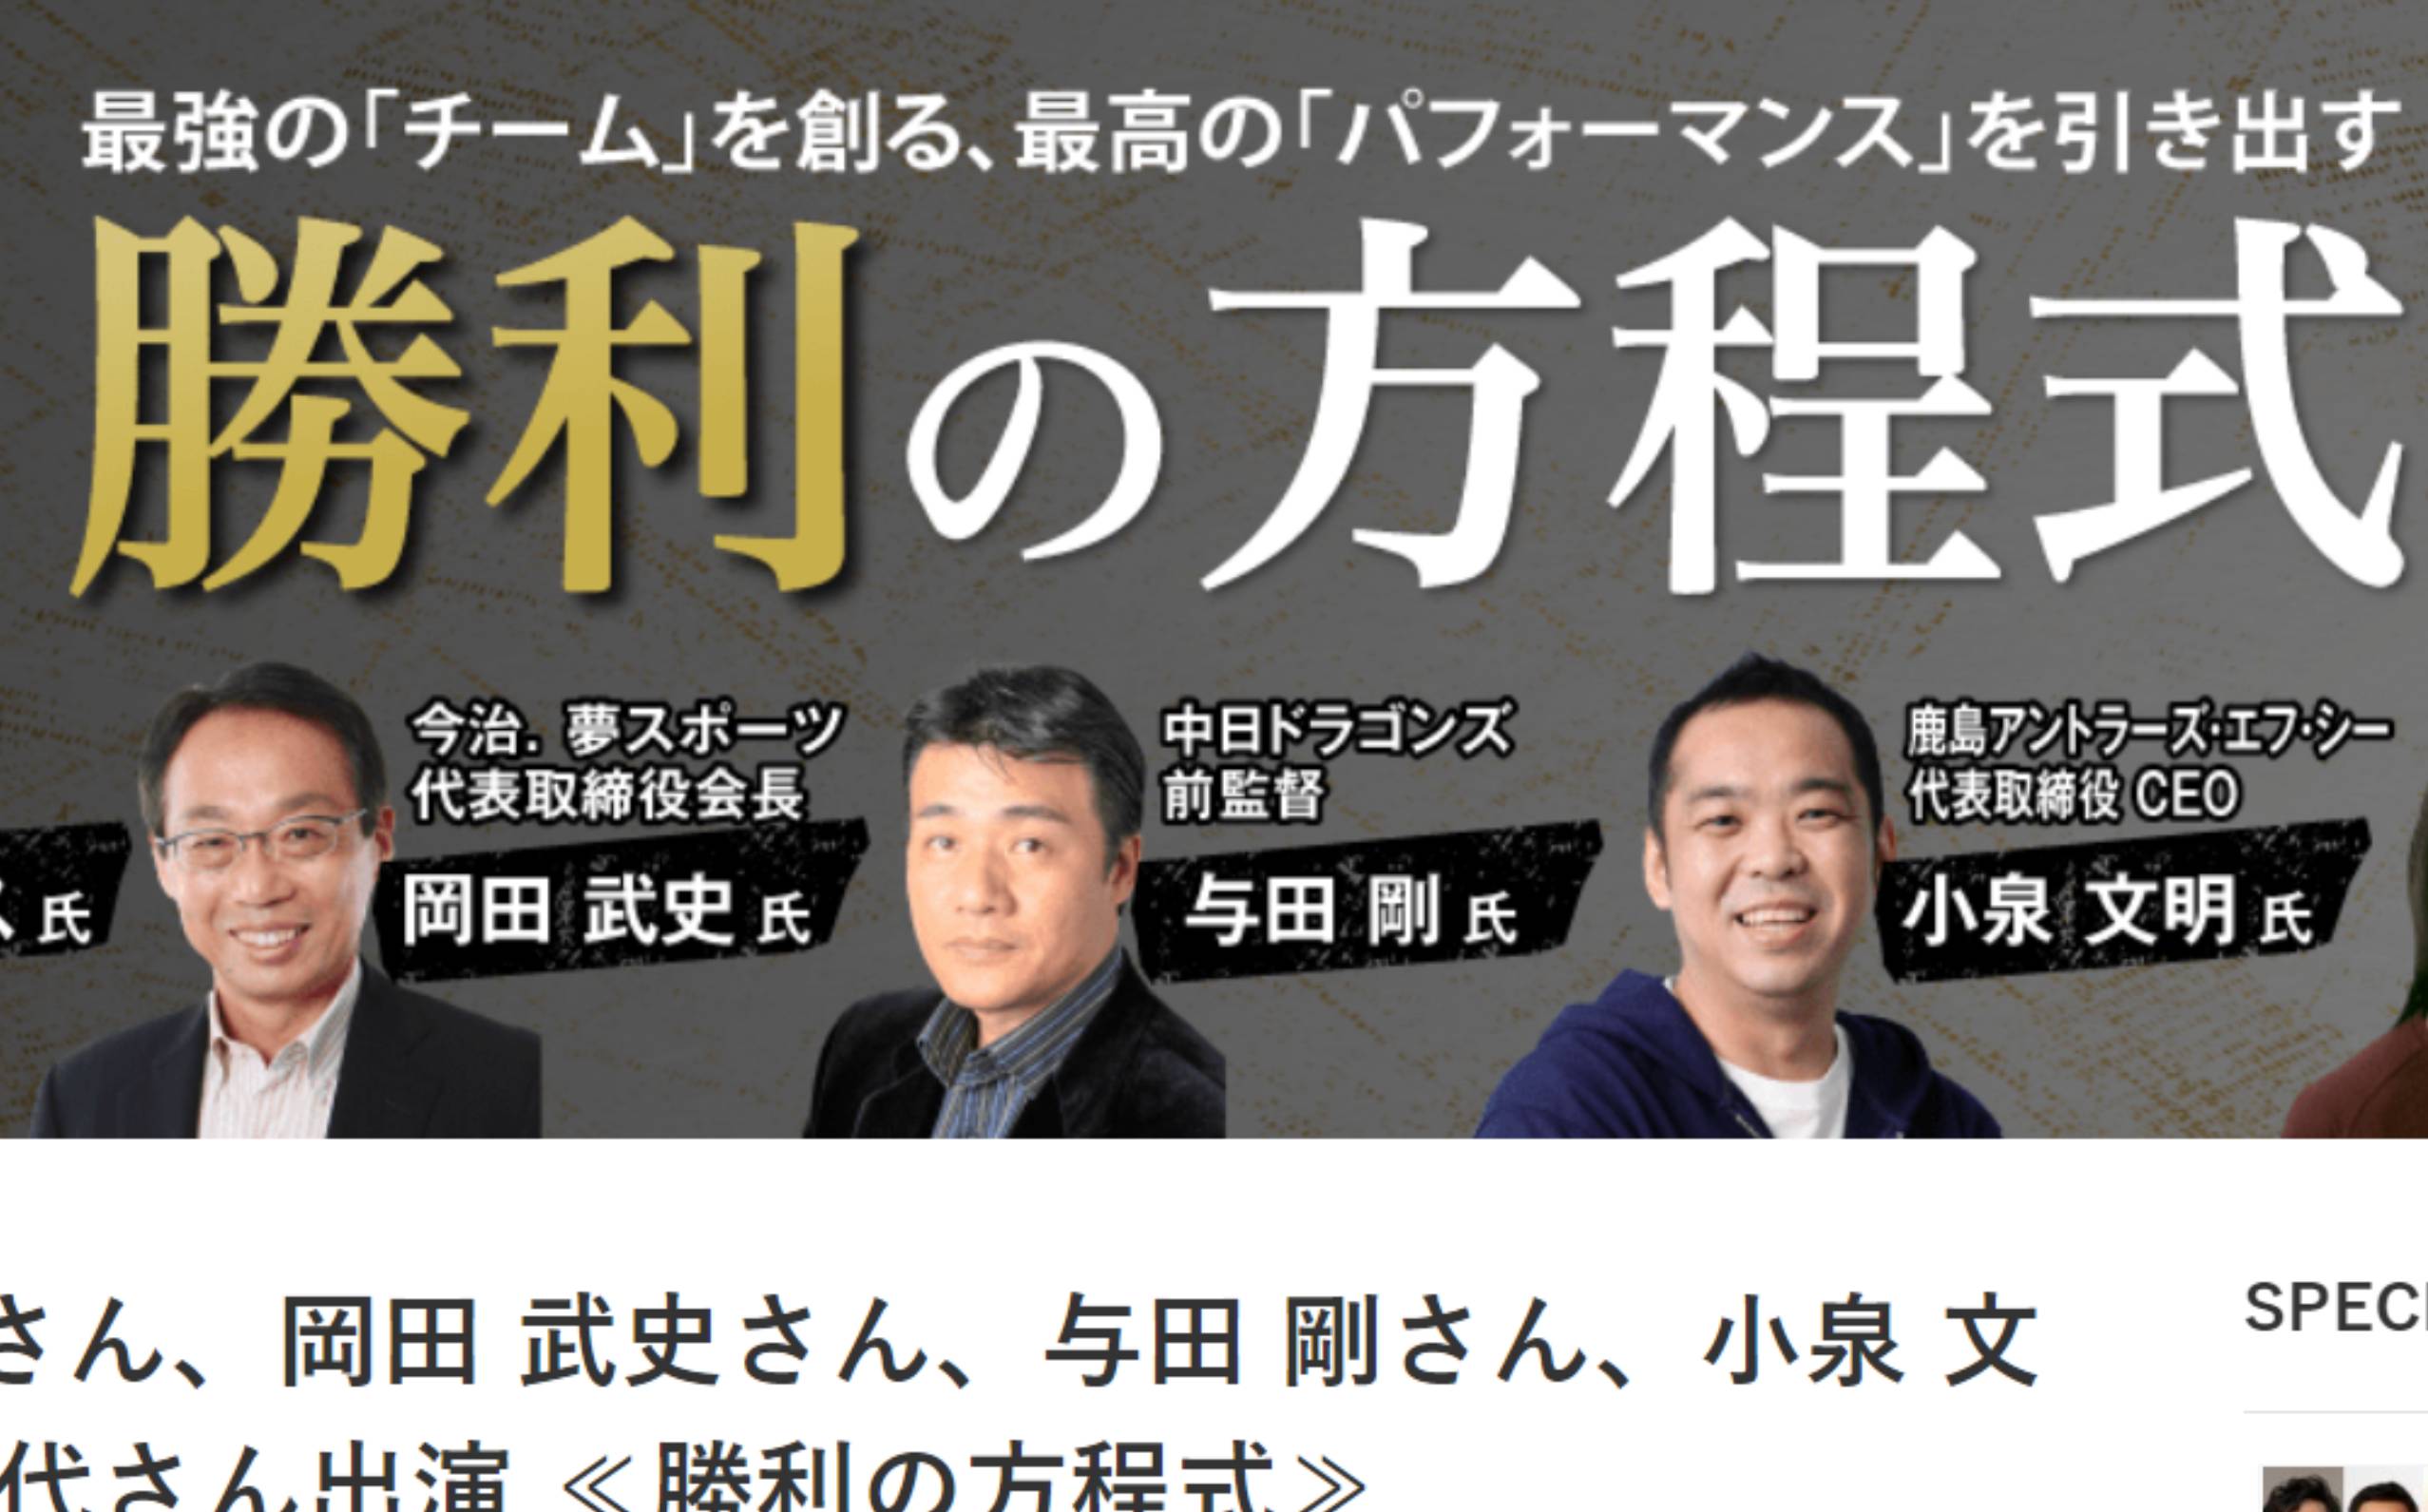 最強の「チーム」を創る、最高の「パフォーマンス」を引き出す
勝利の方程式
氏
今治．夢スポーツ
代表取締役会長
岡田 武史 氏
中日ドラゴンズ
前監督
与田 剛 氏
鹿島アントラーズ・エフ・シー
代表取締役 CEO
小泉 文明 氏
さん、岡田 武史さん、与田 剛さん、小泉 文
代さん出演 ≪勝利の方程式≫
SPEC